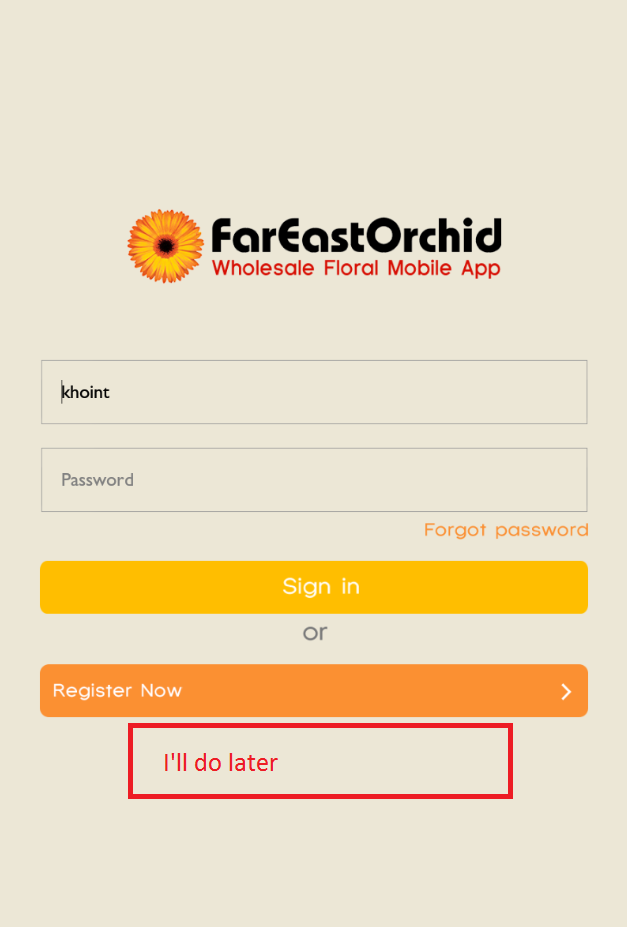 FarEastOrchid
Wholesale Floral Mobile App
khoint
Password
Forgot password
Sign in
or
Register Now
I'll do later